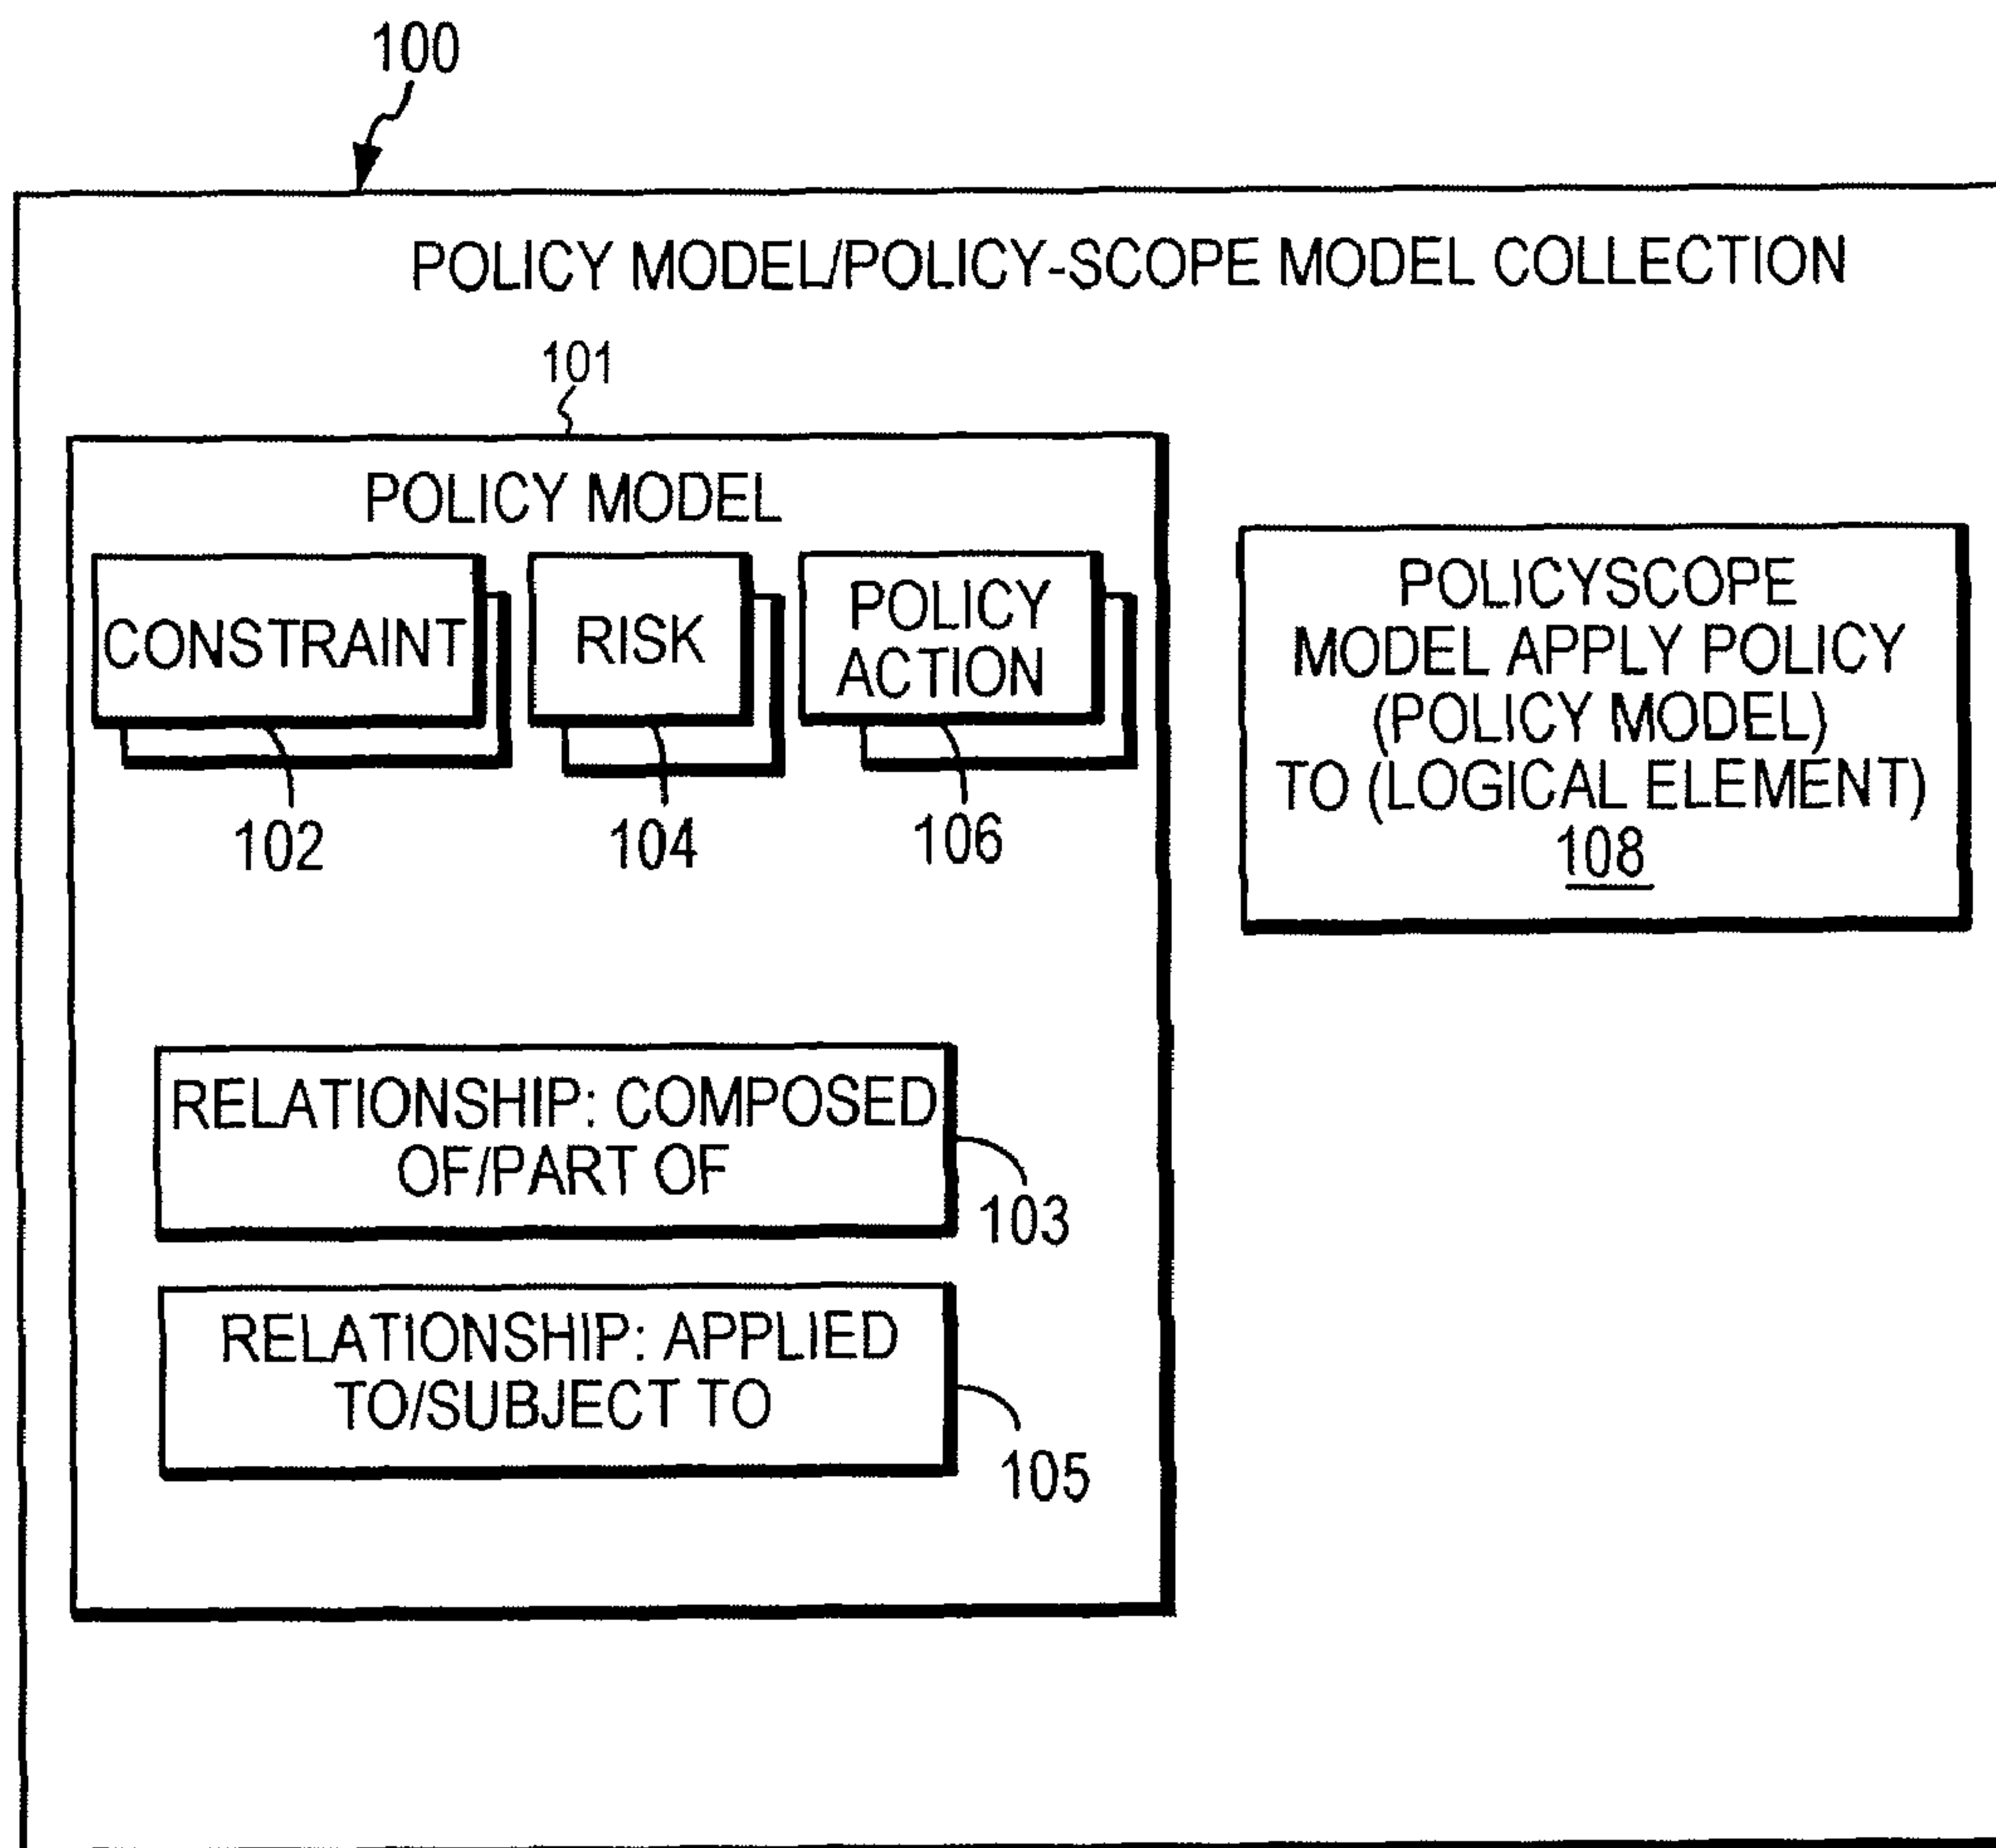 100
POLICY MODEL/POLICY-SCOPE MODEL COLLECTION
101
POLICY MODEL
CONSTRAINT
RISK
POLICY
ACTION
102
104
106
RELATIONSHIP: COMPOSED
OF/PART OF
103
RELATIONSHIP: APPLIED
TO/SUBJECT TO
105
POLICYSCOPE
MODEL APPLY POLICY
(POLICY MODEL)
TO (LOGICAL ELEMENT)
108